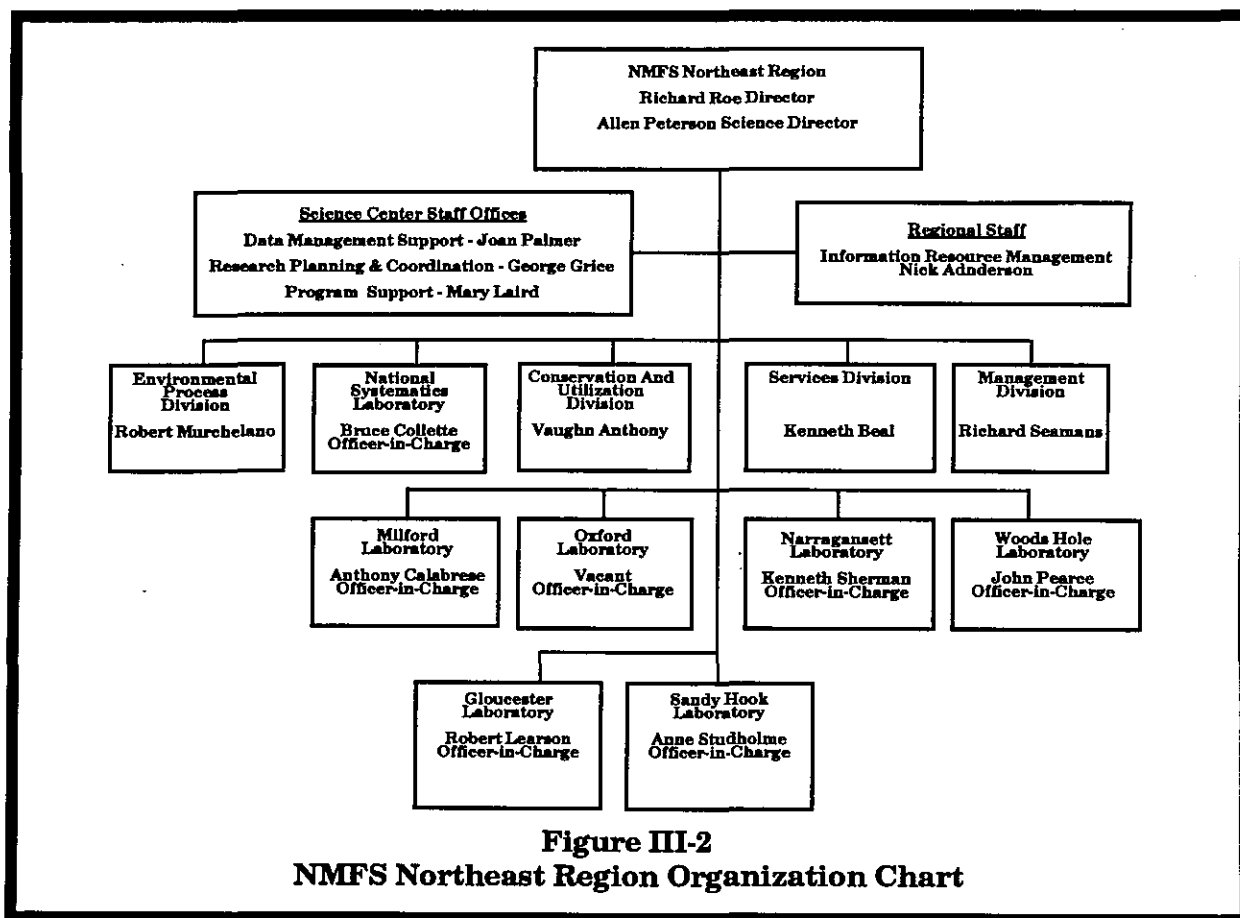 NMFS Northeast Region
Richard Roe Director
Allen Peterson Science Director
Science Center Staff Offices
Data Management Support - Joan Palmer
Research Planning & Coordination - George Grice
Program Support - Mary Laird
Regional Staff
Information Resource Management
Nick Adnderson
Environmental
Process
Division
Robert Murchelano
National
Systematics
Laboratory
Bruce Collette
Officer-in-Charge
Conservation And
Utilization
Division
Vaughn Anthony
Services Division
Kenneth Beal
Management
Division
Richard Seamans
Milford
Laboratory
Anthony Calabrese
Officer-in-Charge
Oxford
Laboratory
Vacant
Officer-in-Charge
Narragansett
Laboratory
Kenneth Sherman
Officer-in-Charge
Woods Hole
Laboratory
John Pearce
Officer-in-Charge
Gloucester
Laboratory
Robert Learson
Officer-in-Charge
Sandy Hook
Laboratory
Anne Studholme
Officer-in-Charge
Figure III-2
NMFS Northeast Region Organization Chart